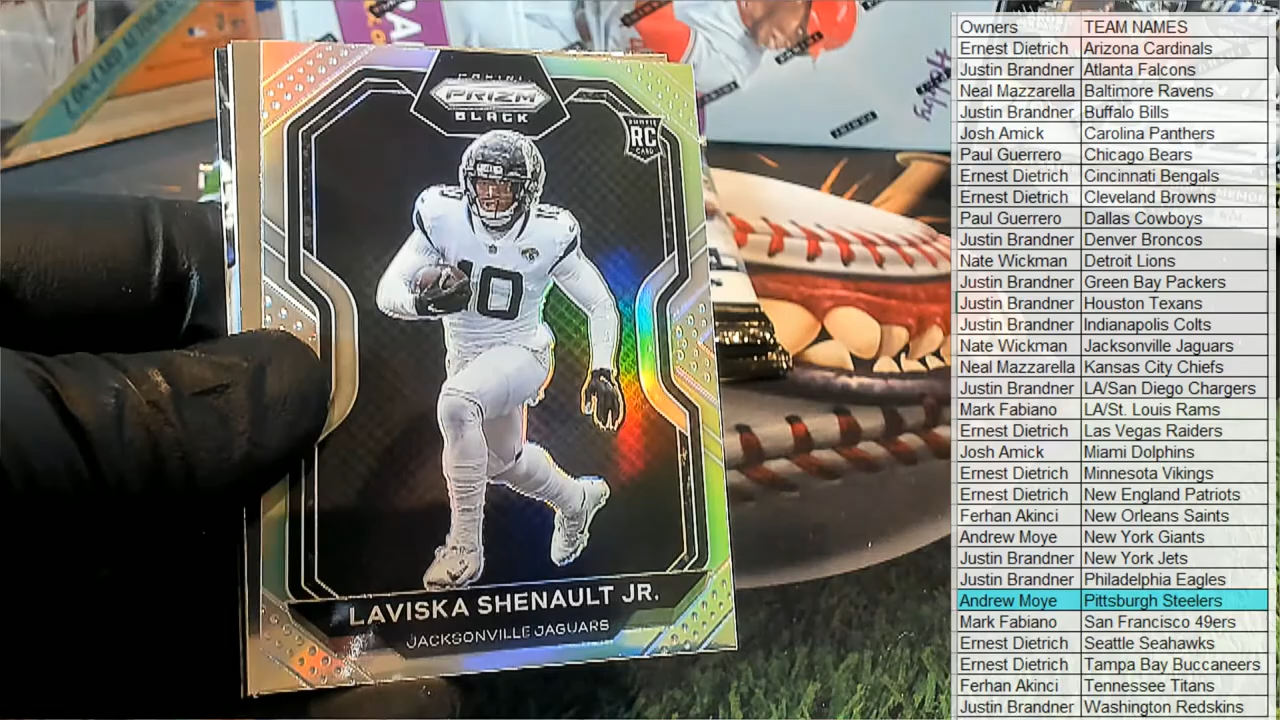 PANINI
PRIZM
BLACK
RC
CARD
10
10
LAVISKA SHENAULT JR.
JACKSONVILLE JAGUARS
Owners TEAM NAMES
Ernest Dietrich Arizona Cardinals
Justin Brandner Atlanta Falcons
Neal Mazzarella Baltimore Ravens
Justin Brandner Buffalo Bills
Josh Amick Carolina Panthers
Paul Guerrero Chicago Bears
Ernest Dietrich Cincinnati Bengals
Ernest Dietrich Cleveland Browns
Paul Guerrero Dallas Cowboys
Justin Brandner Denver Broncos
Nate Wickman Detroit Lions
Justin Brandner Green Bay Packers
Justin Brandner Houston Texans
Justin Brandner Indianapolis Colts
Nate Wickman Jacksonville Jaguars
Neal Mazzarella Kansas City Chiefs
Justin Brandner LA/San Diego Chargers
Mark Fabiano LA/St. Louis Rams
Ernest Dietrich Las Vegas Raiders
Josh Amick Miami Dolphins
Ernest Dietrich Minnesota Vikings
Ernest Dietrich New England Patriots
Ferhan Akinci New Orleans Saints
Andrew Moye New York Giants
Justin Brandner New York Jets
Justin Brandner Philadelphia Eagles
Andrew Moye Pittsburgh Steelers
Mark Fabiano San Francisco 49ers
Ernest Dietrich Seattle Seahawks
Ernest Dietrich Tampa Bay Buccaneers
Ferhan Akinci Tennessee Titans
Justin Brandner Washington Redskins